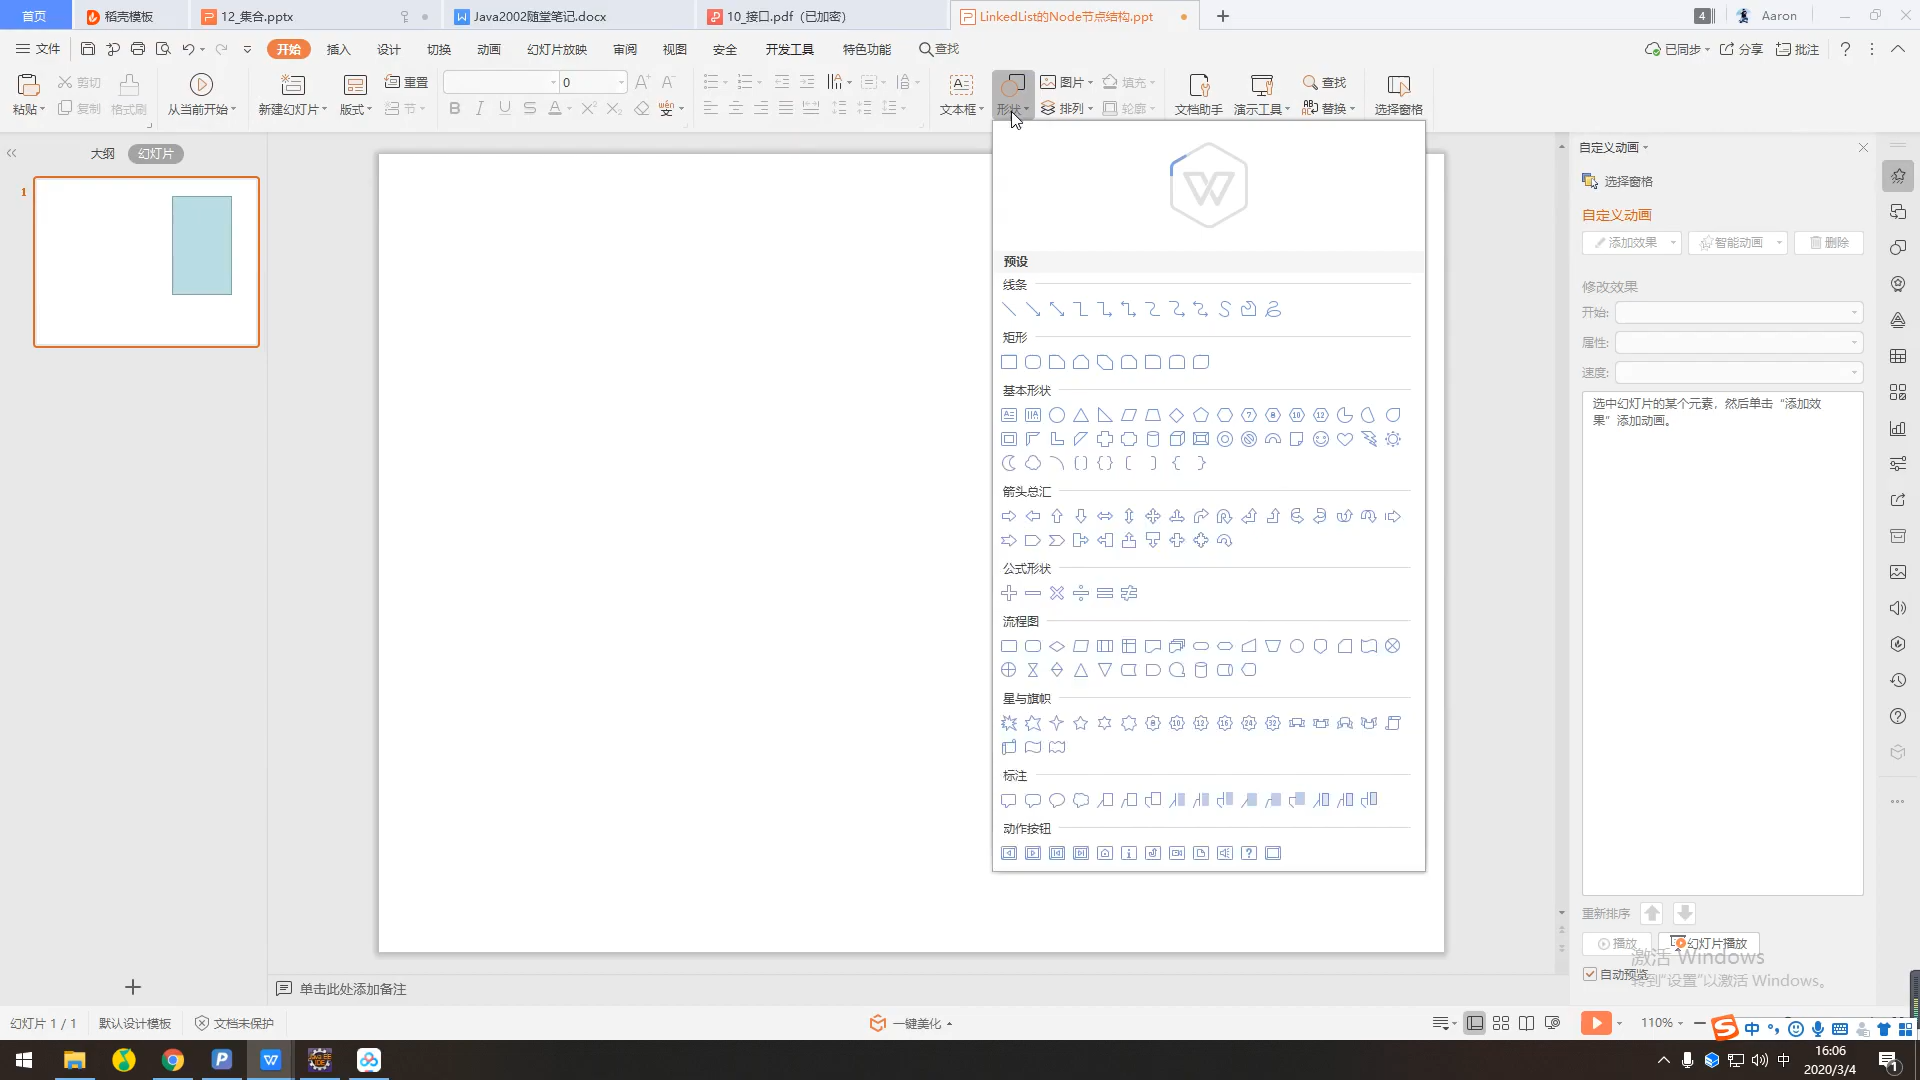 首页
稻壳模板
12_集合.pptx
Java2002随堂笔记.docx
10_接口.pdf（已加密）
LinkedList的Node节点结构.ppt
4
Aaron
文件
开始
插入
设计
切换
动画
幻灯片放映
审阅
视图
安全
开发工具
特色功能
查找
已同步
分享
批注
粘贴
剪切
复制
格式刷
从当前开始
新建幻灯片
版式
重置
节
0
文本框
形状
图片
排列
填充
轮廓
文档助手
演示工具
查找
替换
选择窗格
大纲
幻灯片
1
预设
线条
矩形
基本形状
箭头总汇
公式形状
流程图
星与旗帜
标注
动作按钮
自定义动画
选择窗格
自定义动画
添加效果
智能动画
删除
修改效果
开始:
属性:
速度:
选中幻灯片的某个元素，然后单击“添加效
果”添加动画。
重新排序
播放
幻灯片播放
自动预览
激活 Windows
转到“设置”以激活 Windows。
单击此处添加备注
幻灯片 1 / 1
默认设计模板
文档未保护
一键美化
110%
中
中
16:06
2020/3/4
1